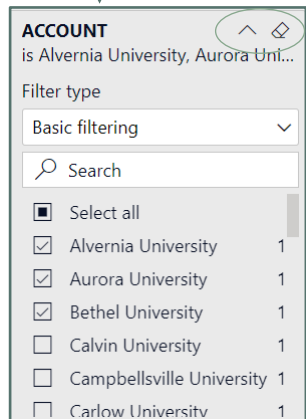 ACCOUNT
is Alvernia University, Aurora Uni...
Filter type
Basic filtering
Search
Select all
Alvernia University 1
Aurora University 1
Bethel University 1
Calvin University 1
Campbellsville University 1
Carlow University 1